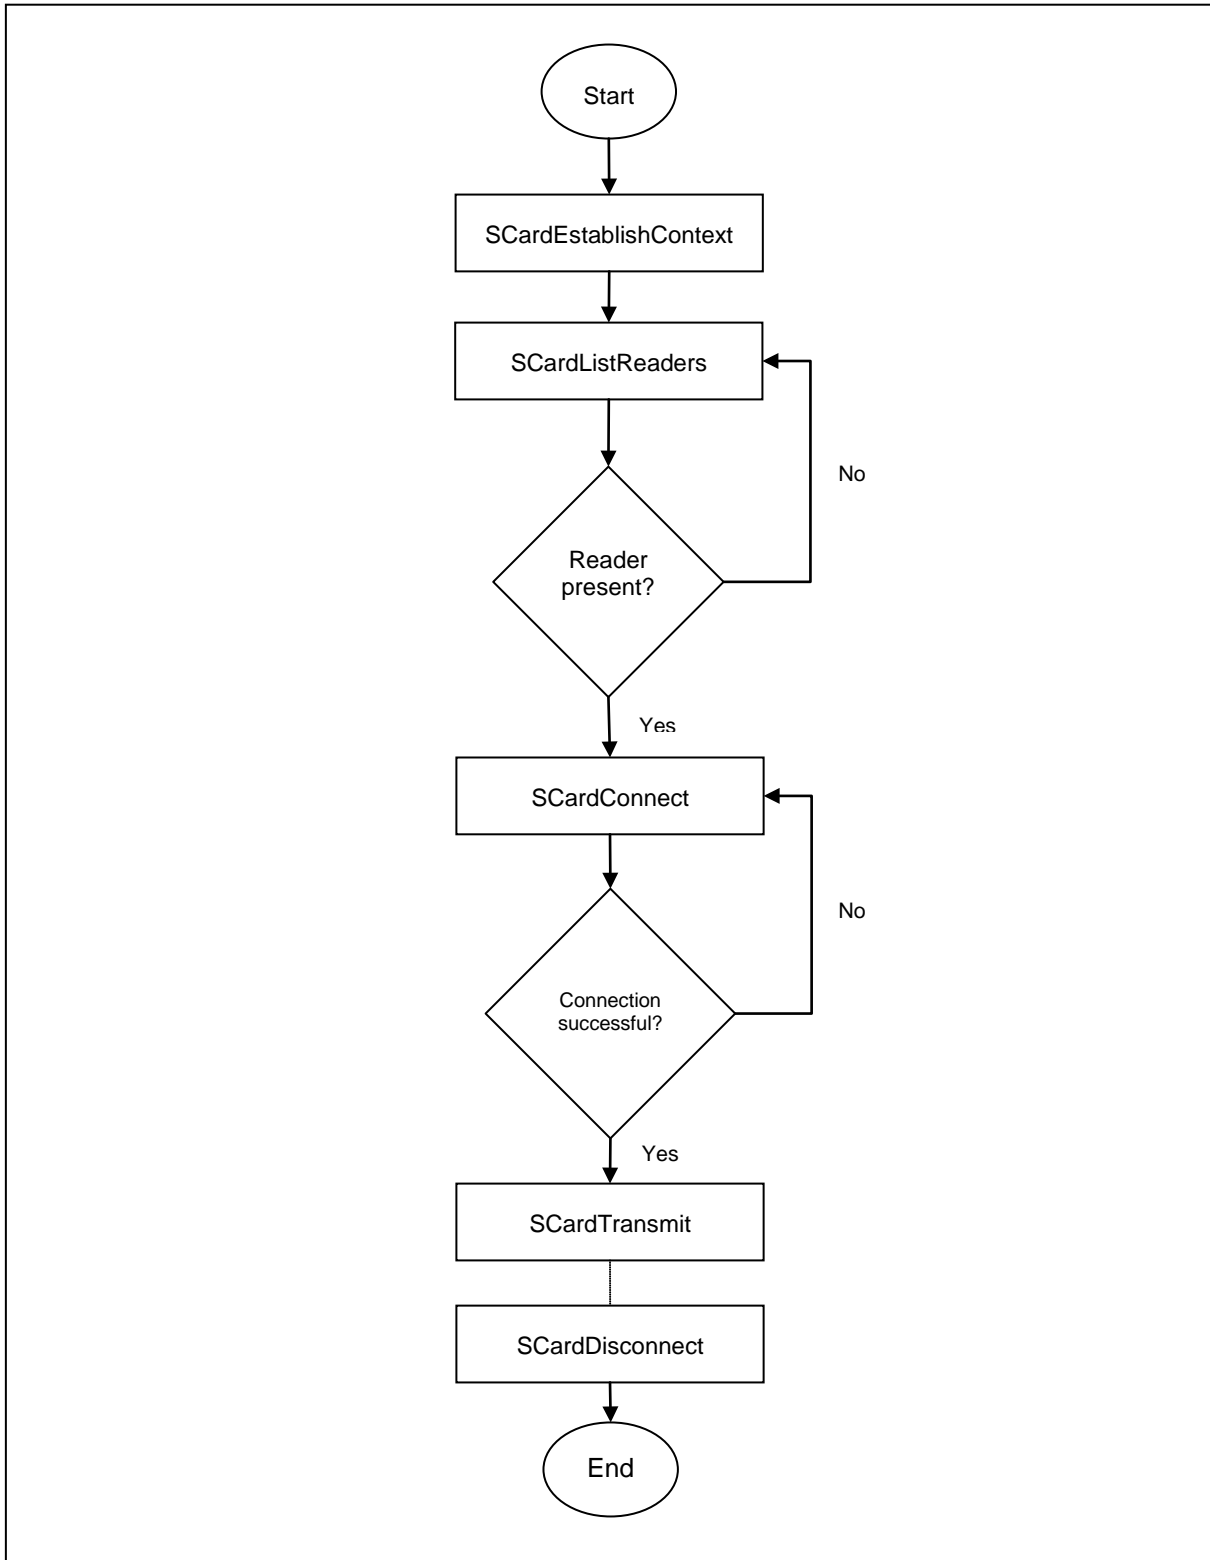 Start
SCardEstablishContext
SCardListReaders
No
Reader
present?
Yes
SCardConnect
No
Connection
successful?
Yes
SCardTransmit
SCardDisconnect
End